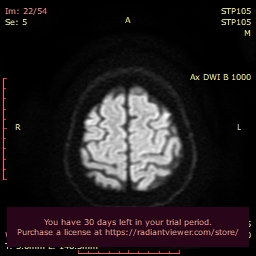 Im: 22/54
Se: 5
A
STP105
STP105
M
Ax DWI B 1000
R
L
You have 30 days left in your trial period.
Purchase a license at https://radiantviewer.com/store/